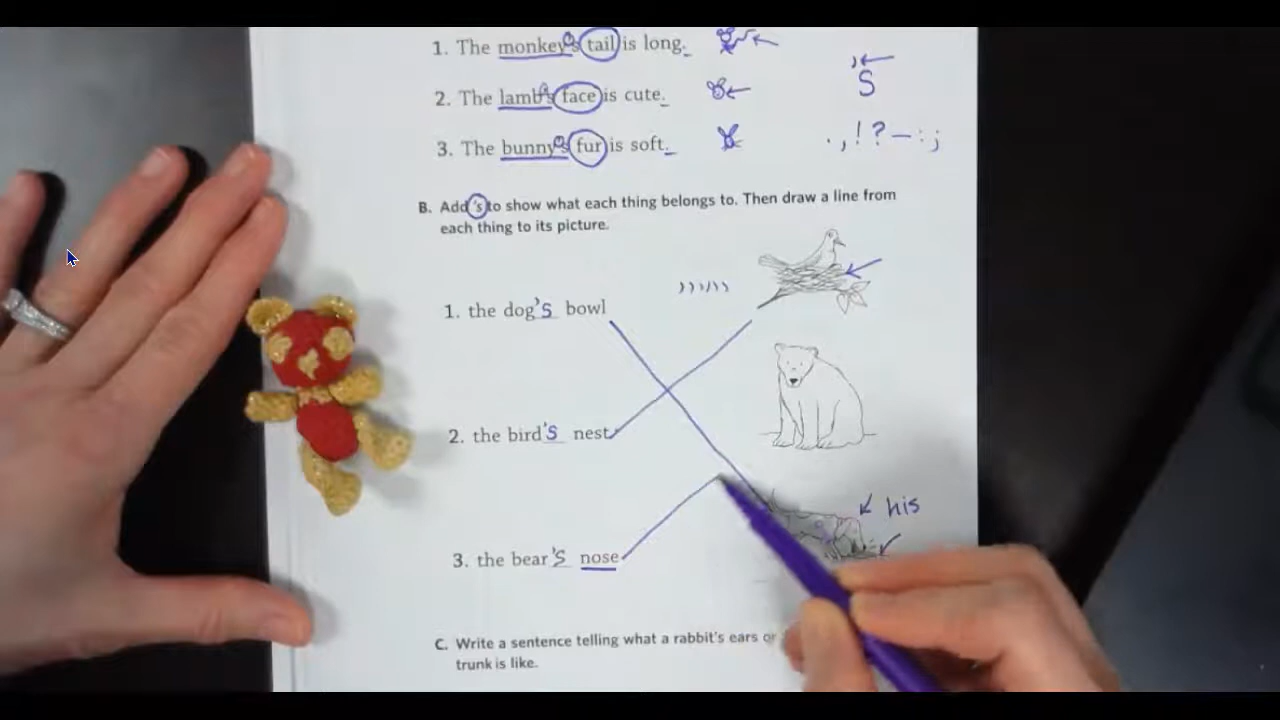 1. The monkey's tail is long.
2. The lamb's face is cute.
3. The bunny's fur is soft.
,
S
. , ! ? — : ;
B. Add 's to show what each thing belongs to. Then draw a line from
each thing to its picture.
1. the dog's bowl
,,,,,,
2. the bird's nest
his
3. the bear's nose
C. Write a sentence telling what a rabbit's ears or
trunk is like.